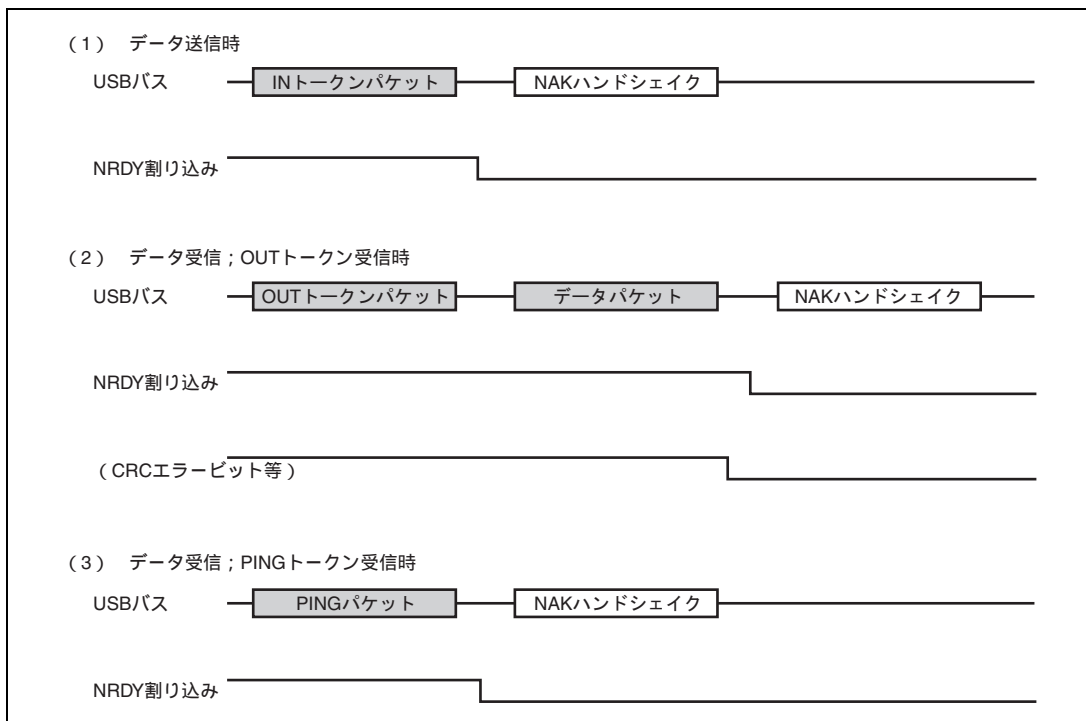 (1) データ送信時
USBバス INトークンパケット NAKハンドシェイク
NRDY割り込み
(2) データ受信;OUTトークン受信時
USBバス OUTトークンパケット データパケット NAKハンドシェイク
NRDY割り込み
(CRCエラービット等)
(3) データ受信;PINGトークン受信時
USBバス PINGパケット NAKハンドシェイク
NRDY割り込み